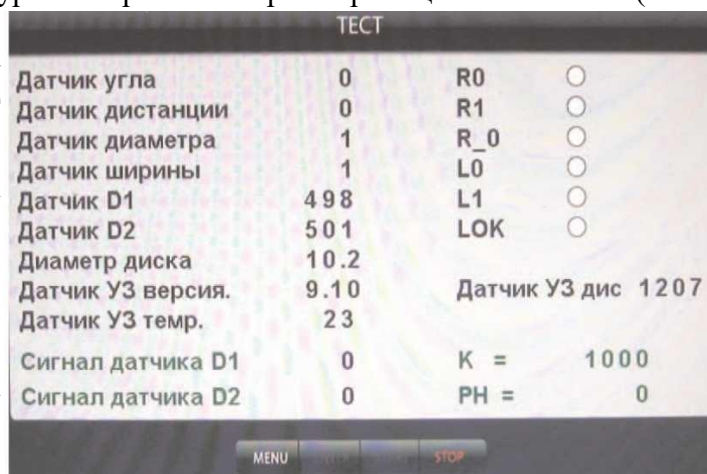 ТЕСТ
Датчик угла 0 R0
Датчик дистанции 0 R1
Датчик диаметра 1 R_0
Датчик ширины 1 L0
Датчик D1 498 L1
Датчик D2 501 LOK
Диаметр диска 10.2
Датчик УЗ версия. 9.10 Датчик УЗ дис 1207
Датчик УЗ темр. 23
Сигнал датчика D1 0 K = 1000
Сигнал датчика D2 0 PH = 0
MENU STOP